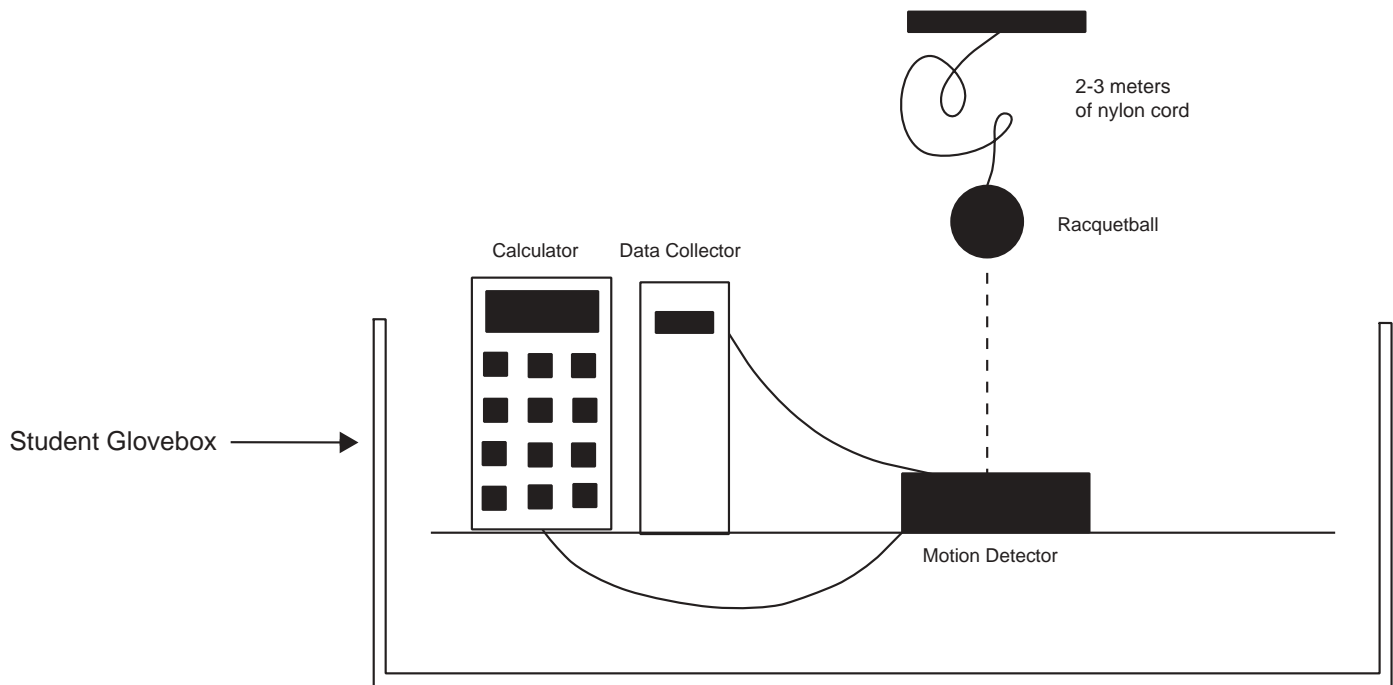 2-3 meters
of nylon cord
Racquetball
Calculator
Data Collector
Student Glovebox
Motion Detector